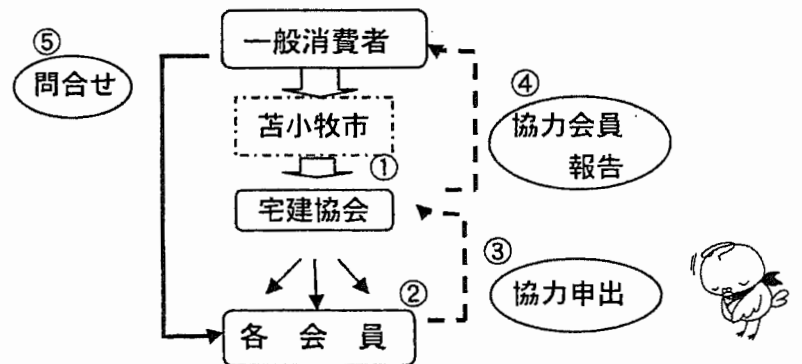 ⑤
一般消費者
問合せ
④
苫小牧市
協力会員
報告
①
宅建協会
③
②
協力申出
各 会 員